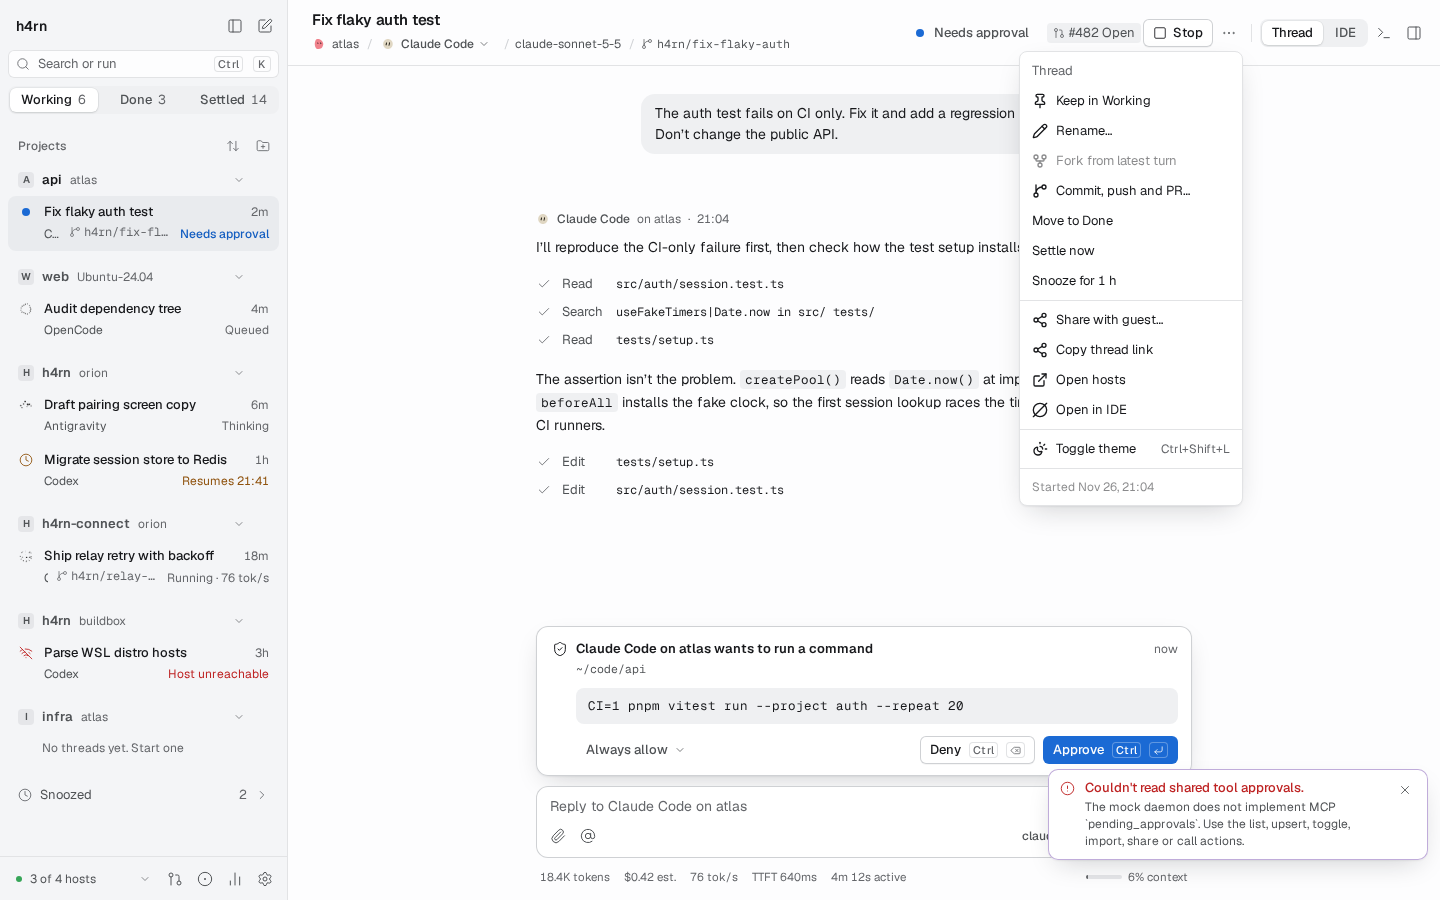 h4rn
Search or run Ctrl K
Working 6 Done 3 Settled 14
Projects
A api atlas
Fix flaky auth test 2m
C… h4rn/fix-fl… Needs approval
W web Ubuntu-24.04
Audit dependency tree 4m
OpenCode Queued
H h4rn orion
Draft pairing screen copy 6m
Antigravity Thinking
Migrate session store to Redis 1h
Codex Resumes 21:41
H h4rn-connect orion
Ship relay retry with backoff 18m
h4rn/relay-… Running · 76 tok/s
H h4rn buildbox
Parse WSL distro hosts 3h
Codex Host unreachable
I infra atlas
No threads yet. Start one
Snoozed 2
3 of 4 hosts
Fix flaky auth test
atlas / Claude Code / claude-sonnet-5-5 / h4rn/fix-flaky-auth
Needs approval #482 Open Stop
Thread IDE
The auth test fails on CI only. Fix it and add a regression
Don't change the public API.
Claude Code on atlas · 21:04
I'll reproduce the CI-only failure first, then check how the test setup installs
Read src/auth/session.test.ts
Search useFakeTimers|Date.now in src/ tests/
Read tests/setup.ts
The assertion isn't the problem. createPool() reads Date.now() at imp
beforeAll installs the fake clock, so the first session lookup races the ti
CI runners.
Edit tests/setup.ts
Edit src/auth/session.test.ts
Thread
Keep in Working
Rename…
Fork from latest turn
Commit, push and PR…
Move to Done
Settle now
Snooze for 1 h
Share with guest…
Copy thread link
Open hosts
Open in IDE
Toggle theme Ctrl+Shift+L
Started Nov 26, 21:04
Claude Code on atlas wants to run a command now
~/code/api
CI=1 pnpm vitest run --project auth --repeat 20
Always allow Deny Ctrl Approve Ctrl
Reply to Claude Code on atlas
clau
18.4K tokens $0.42 est. 76 tok/s TTFT 640ms 4m 12s active 6% context
Couldn't read shared tool approvals.
The mock daemon does not implement MCP
`pending_approvals`. Use the list, upsert, toggle,
import, share or call actions.